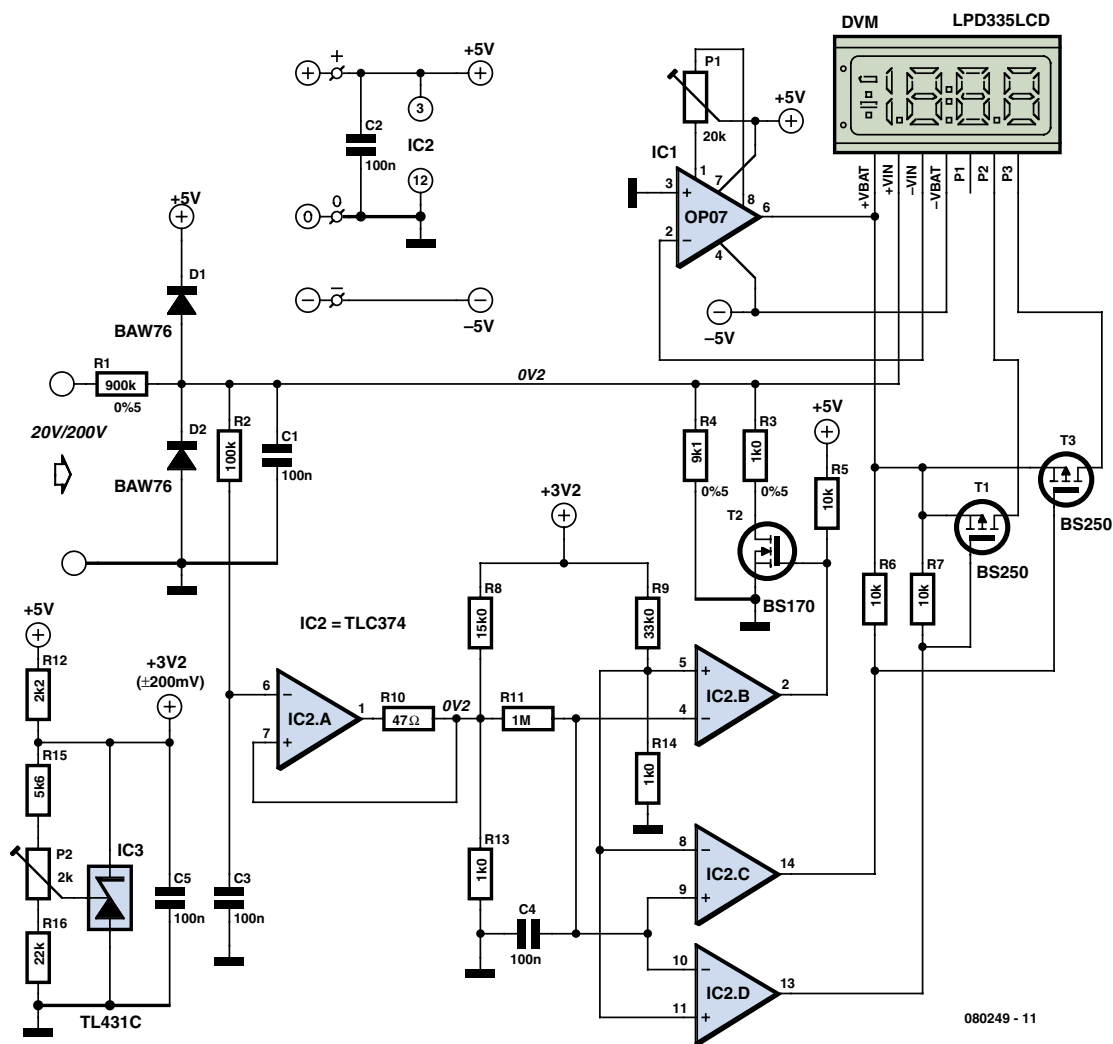 DVM LPD335LCD
+
+5V
+ +
3
C2
100n
IC2
12
0 0
–
– –
–5V
P1
20k
+5V
+
IC1
1
7
3 +
OP07
8
6
2 –
4
–
–5V
+VBAT
+VIN
–VIN
–VBAT
P1
P2
P3
+5V
+
D1
BAW76
R1
900k
0%5
0V2
20V/200V
D2
BAW76
R2
100k
C1
100n
R4
9k1
0%5
R3
1k0
0%5
+5V
+
R5
10k
T2
BS170
T3
BS250
T1
BS250
R6
10k
R7
10k
+3V2
+
R8
15k0
R9
33k0
IC2 = TLC374
6 –
IC2.A
1
7 +
R10
47Ω
0V2
R11
1M
5 +
IC2.B
2
4 –
R14
1k0
+5V
+
R12
2k2
+3V2
(±200mV)
+
R15
5k6
P2
2k
IC3
R16
22k
TL431C
C5
100n
C3
100n
R13
1k0
C4
100n
8 –
IC2.C
14
9 +
10 –
IC2.D
13
11 +
080249 - 11